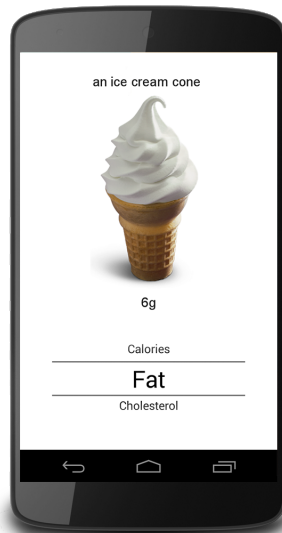 an ice cream cone
6g
Calories
Fat
Cholesterol